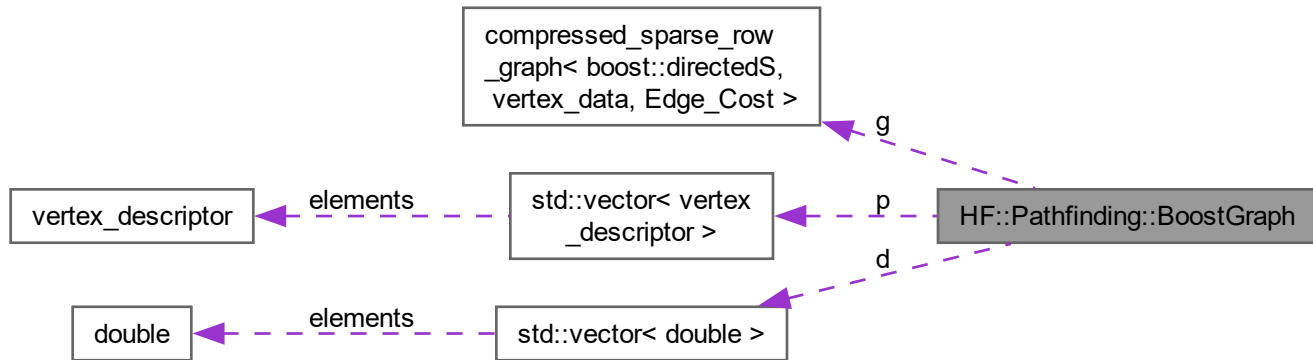 compressed_sparse_row
_graph< boost::directedS,
vertex_data, Edge_Cost >
g
vertex_descriptor
elements
std::vector< vertex
_descriptor >
p
HF::Pathfinding::BoostGraph
d
double
elements
std::vector< double >